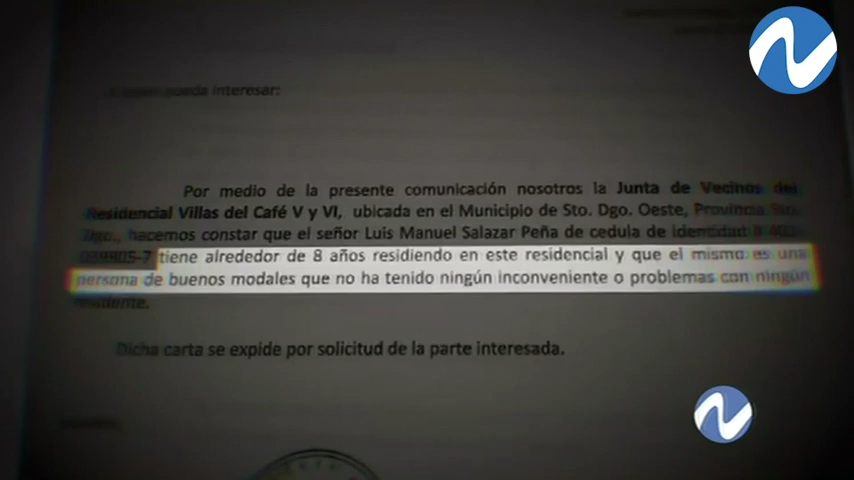 pueda interesar:
Por medio de la presente comunicación nosotros la Junta de Vecinos del
Residencial Villas del Café V y VI, ubicada en el Municipio de Sto. Dgo. Oeste, Provincia Sto.
Dgo., hacemos constar que el señor Luis Manuel Salazar Peña de cedula de identidad
tiene alrededor de 8 años residiendo en este residencial y que el mismo es una
persona de buenos modales que no ha tenido ningún inconveniente o problemas con ningún
residente.
Dicha carta se expide por solicitud de la parte interesada.